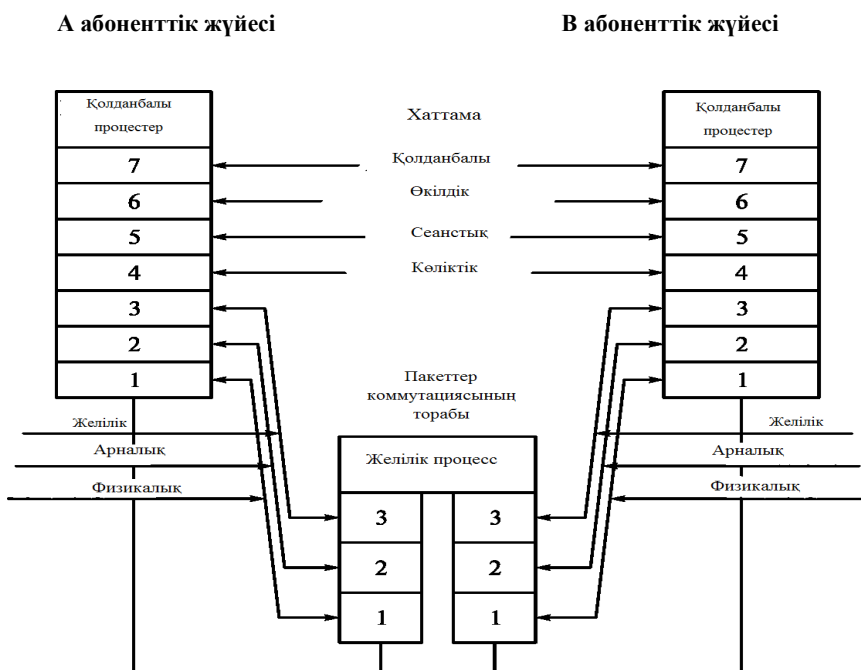 А абоненттік жүйесі
В абоненттік жүйесі
Қолданбалы
процестер
7
6
5
4
3
2
1
Хаттама
Қолданбалы
Өкілдік
Сеанстық
Көліктік
Қолданбалы
процестер
7
6
5
4
3
2
1
Желілік
Арналық
Физикалық
Пакеттер
коммутациясының
торабы
Желілік процесс
3
2
1
3
2
1
Желілік
Арналық
Физикалық